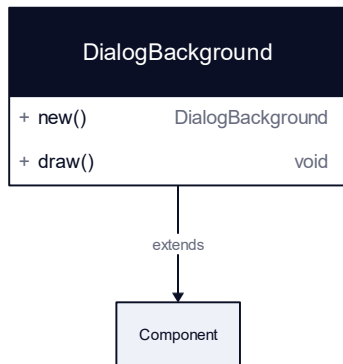 DialogBackground
+ new() DialogBackground
+ draw() void
extends
Component